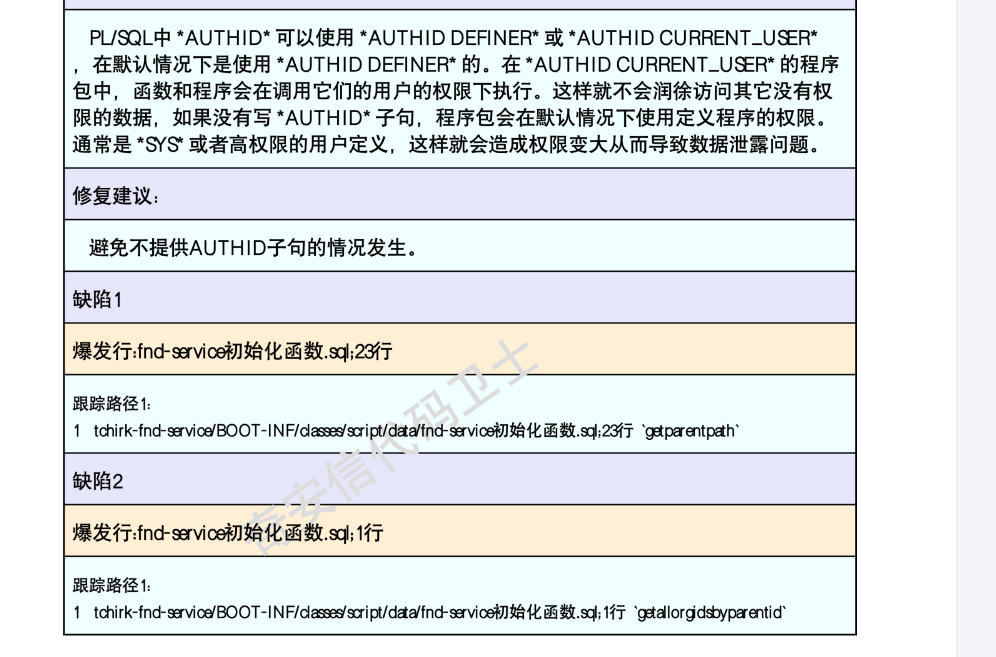 PL/SQL中 *AUTHID* 可以使用 *AUTHID DEFINER* 或 *AUTHID CURRENT_USER*
，在默认情况下是使用 *AUTHID DEFINER* 的。在 *AUTHID CURRENT_USER* 的程序
包中，函数和程序会在调用它们的用户的权限下执行。这样就不会润徐访问其它没有权
限的数据，如果没有写 *AUTHID* 子句，程序包会在默认情况下使用定义程序的权限。
通常是 *SYS* 或者高权限的用户定义，这样就会造成权限变大从而导致数据泄露问题。
修复建议：
避免不提供AUTHID子句的情况发生。
缺陷1
爆发行:fnd-service初始化函数.sql;23行
跟踪路径1:
1 tchirk-fnd-service/BOOT-INF/classes/script/data/fnd-service初始化函数.sql;23行 `getparentpath`
缺陷2
爆发行:fnd-service初始化函数.sql;1行
跟踪路径1:
1 tchirk-fnd-service/BOOT-INF/classes/script/data/fnd-service初始化函数.sql;1行 `getallorgidsbyparentid`
奇安信代码卫士